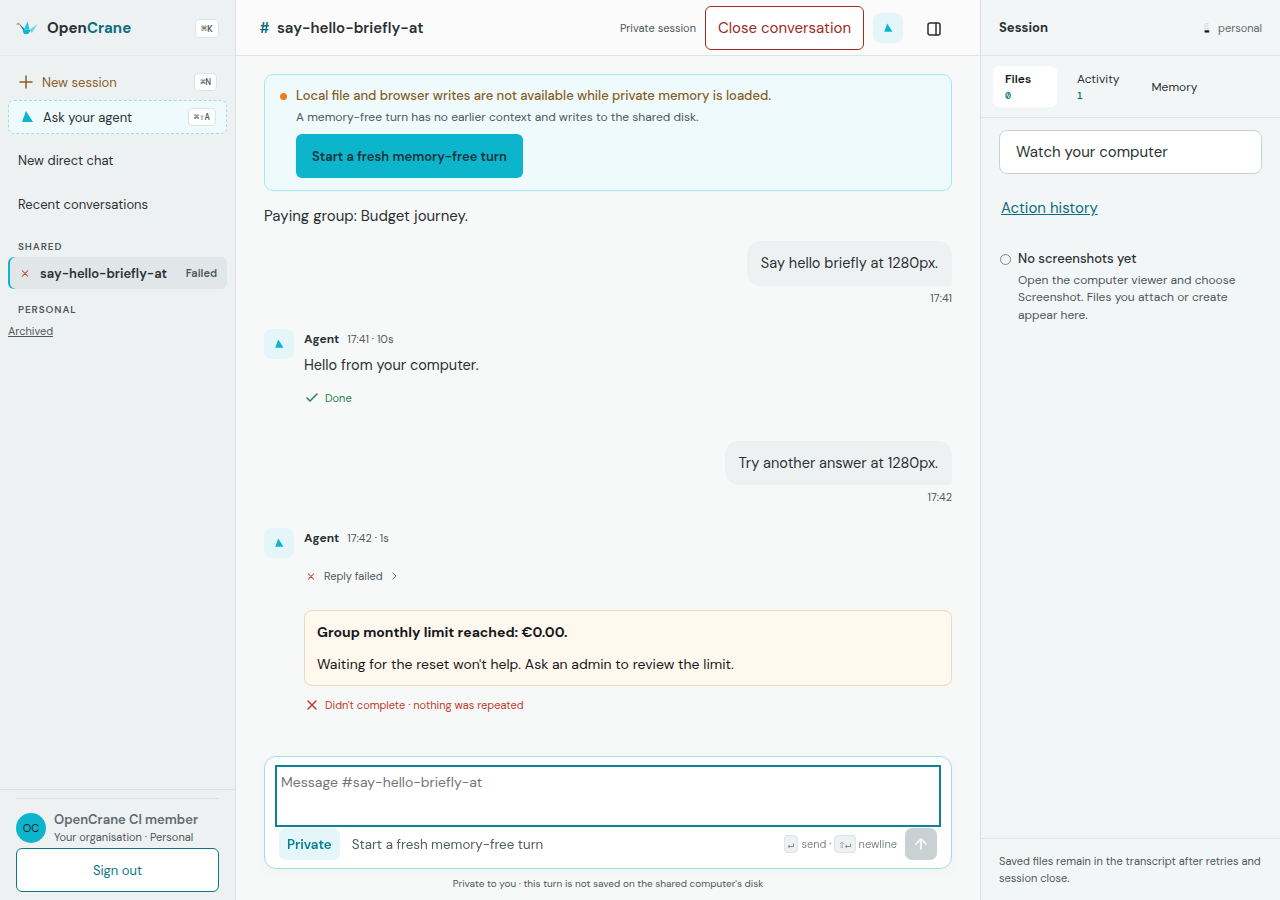 OpenCrane ⌘K
New session ⌘N
Ask your agent ⌘⇧A
New direct chat
Recent conversations
SHARED
say-hello-briefly-at Failed
PERSONAL
Archived
OC
OpenCrane CI member
Your organisation · Personal
Sign out
# say-hello-briefly-at
Private session
Close conversation
Local file and browser writes are not available while private memory is loaded.
A memory-free turn has no earlier context and writes to the shared disk.
Start a fresh memory-free turn
Paying group: Budget journey.
Say hello briefly at 1280px.
17:41
Agent 17:41 · 10s
Hello from your computer.
Done
Try another answer at 1280px.
17:42
Agent 17:42 · 1s
Reply failed
Group monthly limit reached: €0.00.
Waiting for the reset won't help. Ask an admin to review the limit.
Didn't complete · nothing was repeated
Message #say-hello-briefly-at
Private Start a fresh memory-free turn ↵ send · ⇧↵ newline
Private to you · this turn is not saved on the shared computer's disk
Session personal
Files 0
Activity 1
Memory
Watch your computer
Action history
No screenshots yet
Open the computer viewer and choose
Screenshot. Files you attach or create
appear here.
Saved files remain in the transcript after retries and
session close.